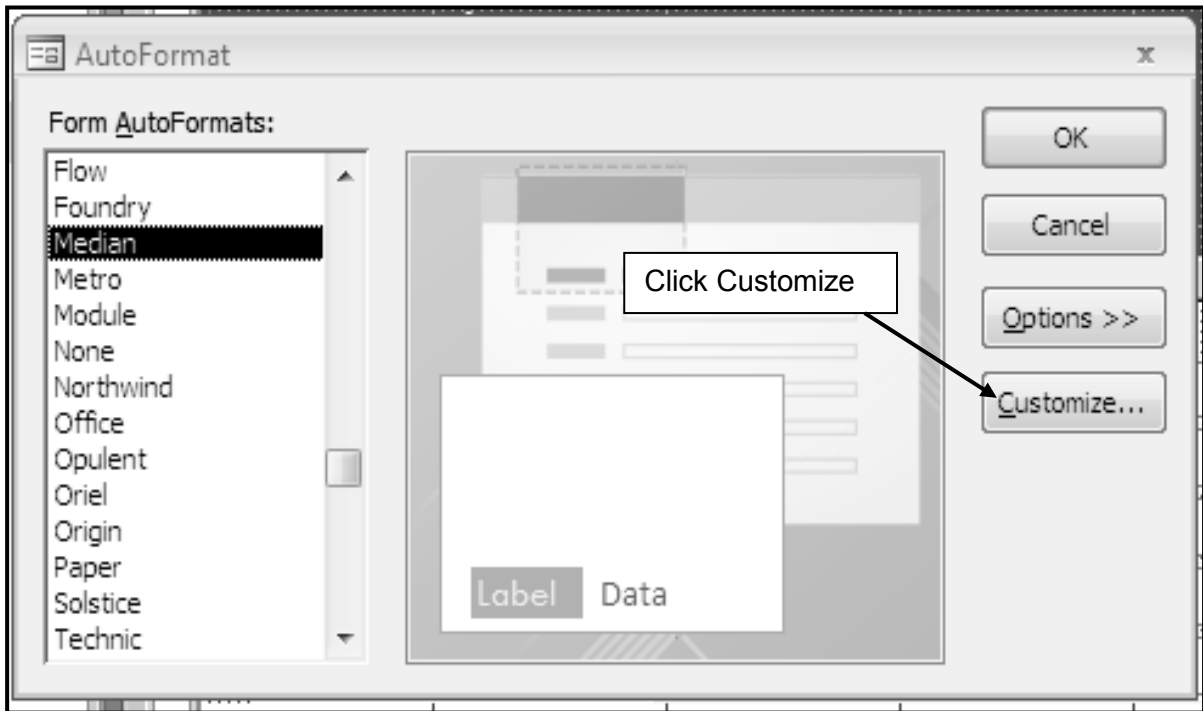 AutoFormat
Form AutoFormats:
Flow
Foundry
Median
Metro
Module
None
Northwind
Office
Opulent
Oriel
Origin
Paper
Solstice
Technic
Click Customize
Label Data
OK
Cancel
Options >>
Customize...